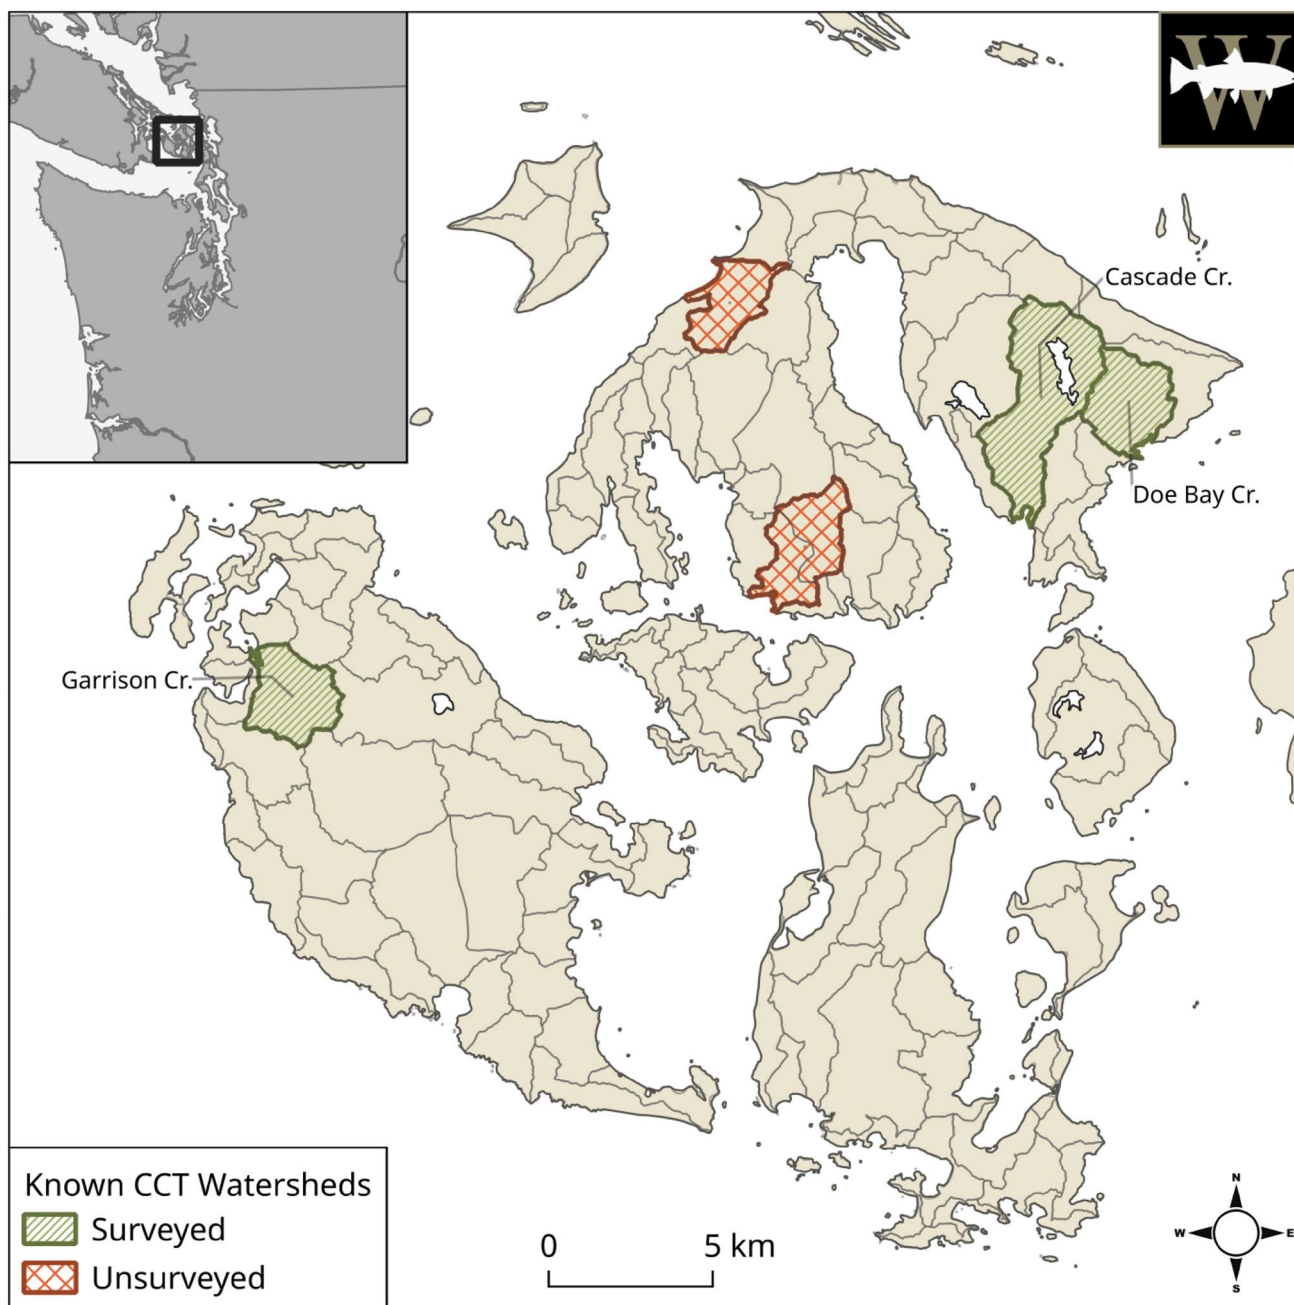 W
Cascade Cr.
Doe Bay Cr.
Garrison Cr.
Known CCT Watersheds
Surveyed
Unsurveyed
0 5 km
N
W E
S